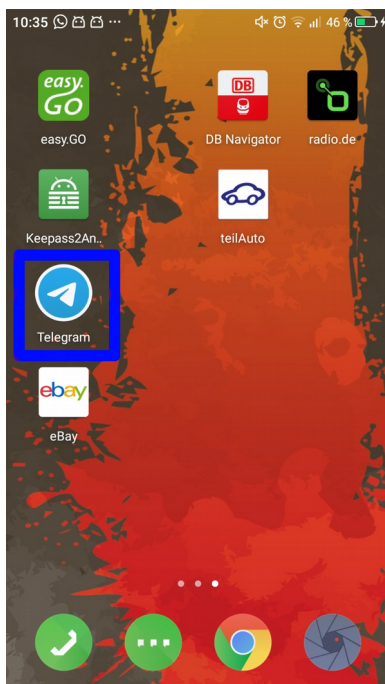 10:35 ... 46 %
easy.
GO
DB
easy.GO
DB Navigator
radio.de
Keepass2An..
teilAuto
Telegram
ebay
eBay